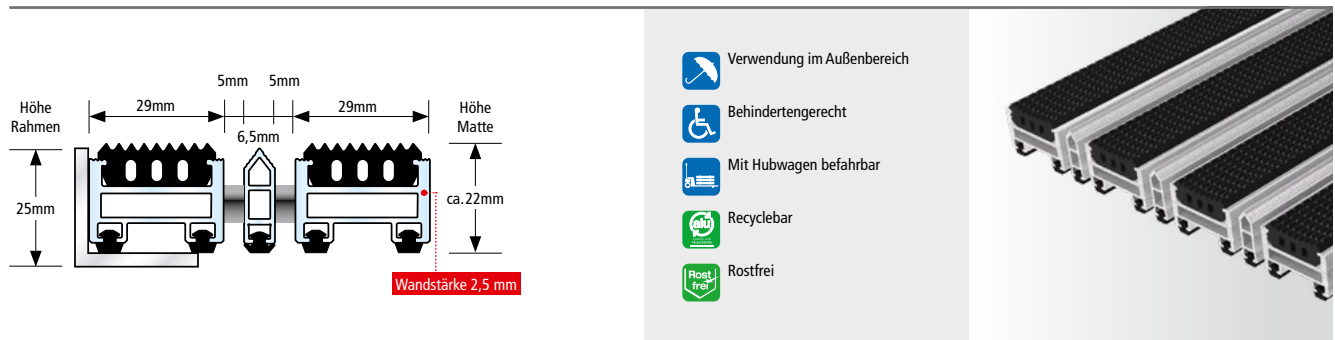 5mm
5mm
Höhe
Rahmen
29mm
29mm
Höhe
Matte
6,5mm
25mm
ca.22mm
Wandstärke 2,5 mm
Verwendung im Außenbereich
Behindertengerecht
Mit Hubwagen befahrbar
alu
Recyclebar
Rost
frei
Rostfrei